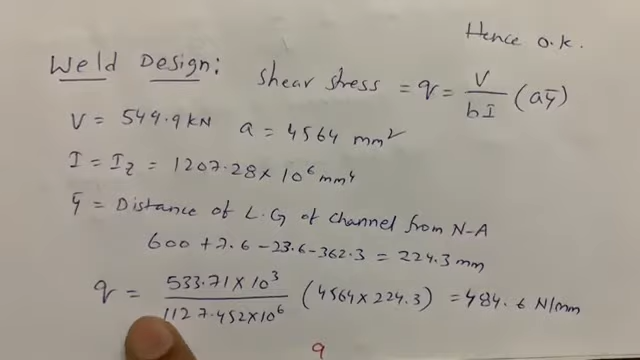 Hence o.k.
Weld Design: Shear stress = q = V / bI (aȳ)
V = 544.9 kN a = 4564 mm²
I = Iz = 1207.28 × 10⁶ mm⁴
ȳ = Distance of C.G of Channel from N-A
600 + 7.6 - 23.6 - 362.3 = 224.3 mm
q = 533.71 × 10³ / 1127.452 × 10⁶ (4564 × 224.3) = 484.6 N/mm
9